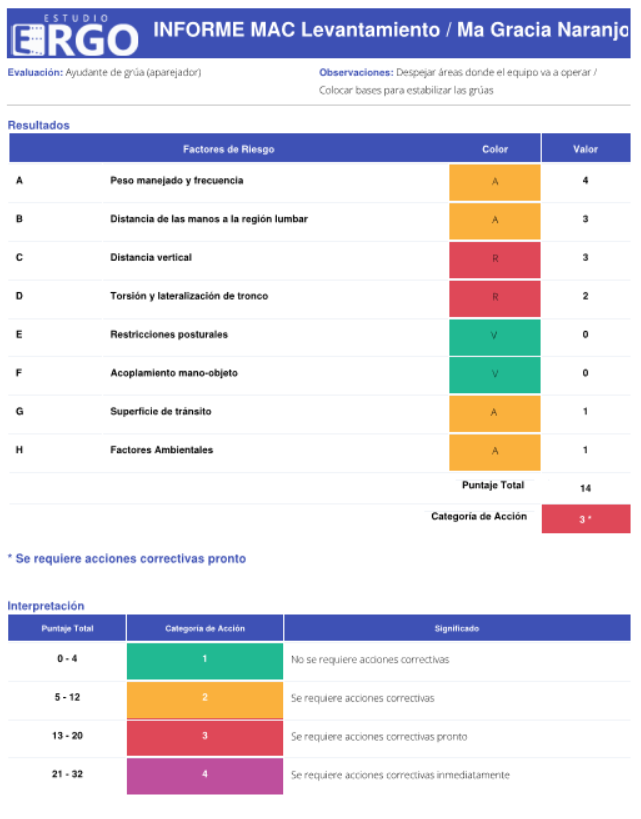 ESTUDIO
ERGO
INFORME MAC Levantamiento / Ma Gracia Naranjo
Evaluación: Ayudante de grúa (aparejador)
Observaciones: Despejar áreas donde el equipo va a operar /
Colocar bases para estabilizar las grúas
Resultados
Factores de Riesgo Color Valor
A Peso manejado y frecuencia A 4
B Distancia de las manos a la región lumbar A 3
C Distancia vertical R 3
D Torsión y lateralización de tronco R 2
E Restricciones posturales V 0
F Acoplamiento mano-objeto V 0
G Superficie de tránsito A 1
H Factores Ambientales A 1
Puntaje Total 14
Categoría de Acción 3 *
* Se requiere acciones correctivas pronto
Interpretación
Puntaje Total Categoría de Acción Significado
0 - 4 1 No se requiere acciones correctivas
5 - 12 2 Se requiere acciones correctivas
13 - 20 3 Se requiere acciones correctivas pronto
21 - 32 4 Se requiere acciones correctivas inmediatamente